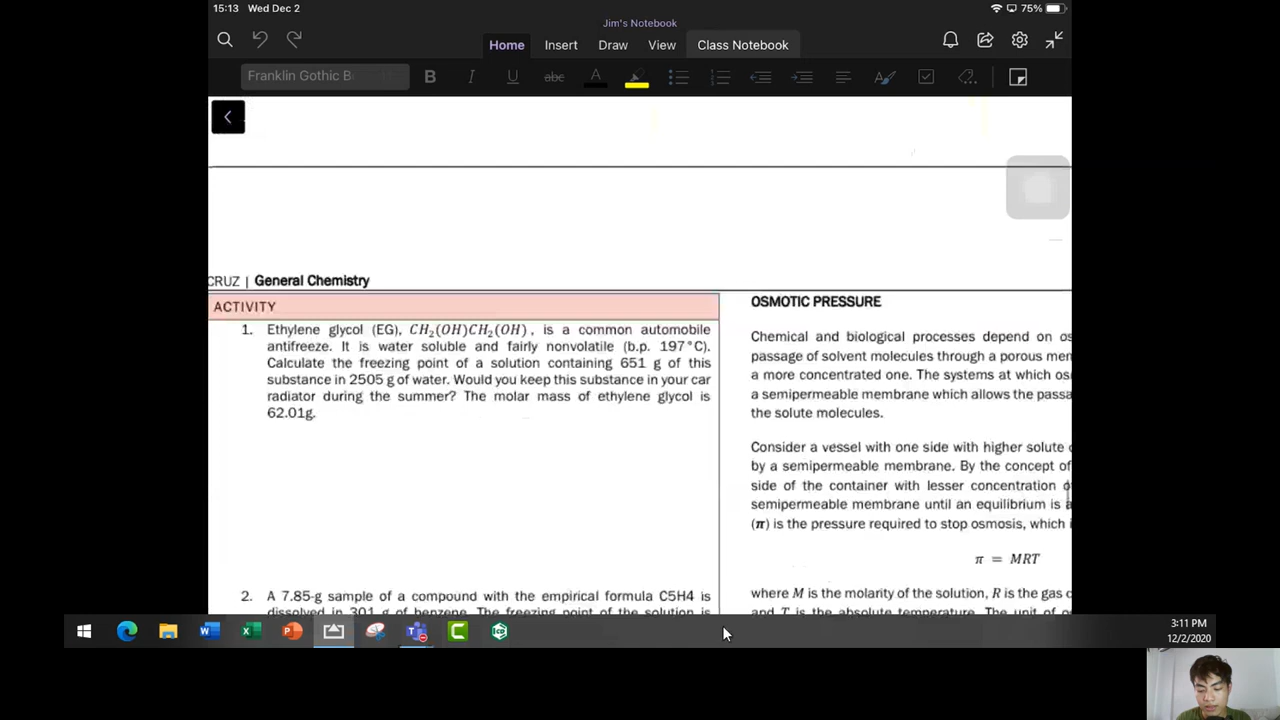 15:13 Wed Dec 2
75%
Jim's Notebook
Home Insert Draw View Class Notebook
Franklin Gothic B
B I U abc A
CRUZ | General Chemistry
ACTIVITY
1. Ethylene glycol (EG), CH₂(OH)CH₂(OH), is a common automobile
antifreeze. It is water soluble and fairly nonvolatile (b.p. 197°C).
Calculate the freezing point of a solution containing 651 g of this
substance in 2505 g of water. Would you keep this substance in your car
radiator during the summer? The molar mass of ethylene glycol is
62.01g.
2. A 7.85-g sample of a compound with the empirical formula C5H4 is
dissolved in 301 g of benzene. The freezing point of the solution is
OSMOTIC PRESSURE
Chemical and biological processes depend on os
passage of solvent molecules through a porous mem
a more concentrated one. The systems at which osm
a semipermeable membrane which allows the passa
the solute molecules.
Consider a vessel with one side with higher solute
by a semipermeable membrane. By the concept of
side of the container with lesser concentration
semipermeable membrane until an equilibrium is
(π) is the pressure required to stop osmosis, which i
π = MRT
where M is the molarity of the solution, R is the gas
and T is the absolute temperature. The unit of
3:11 PM
12/2/2020